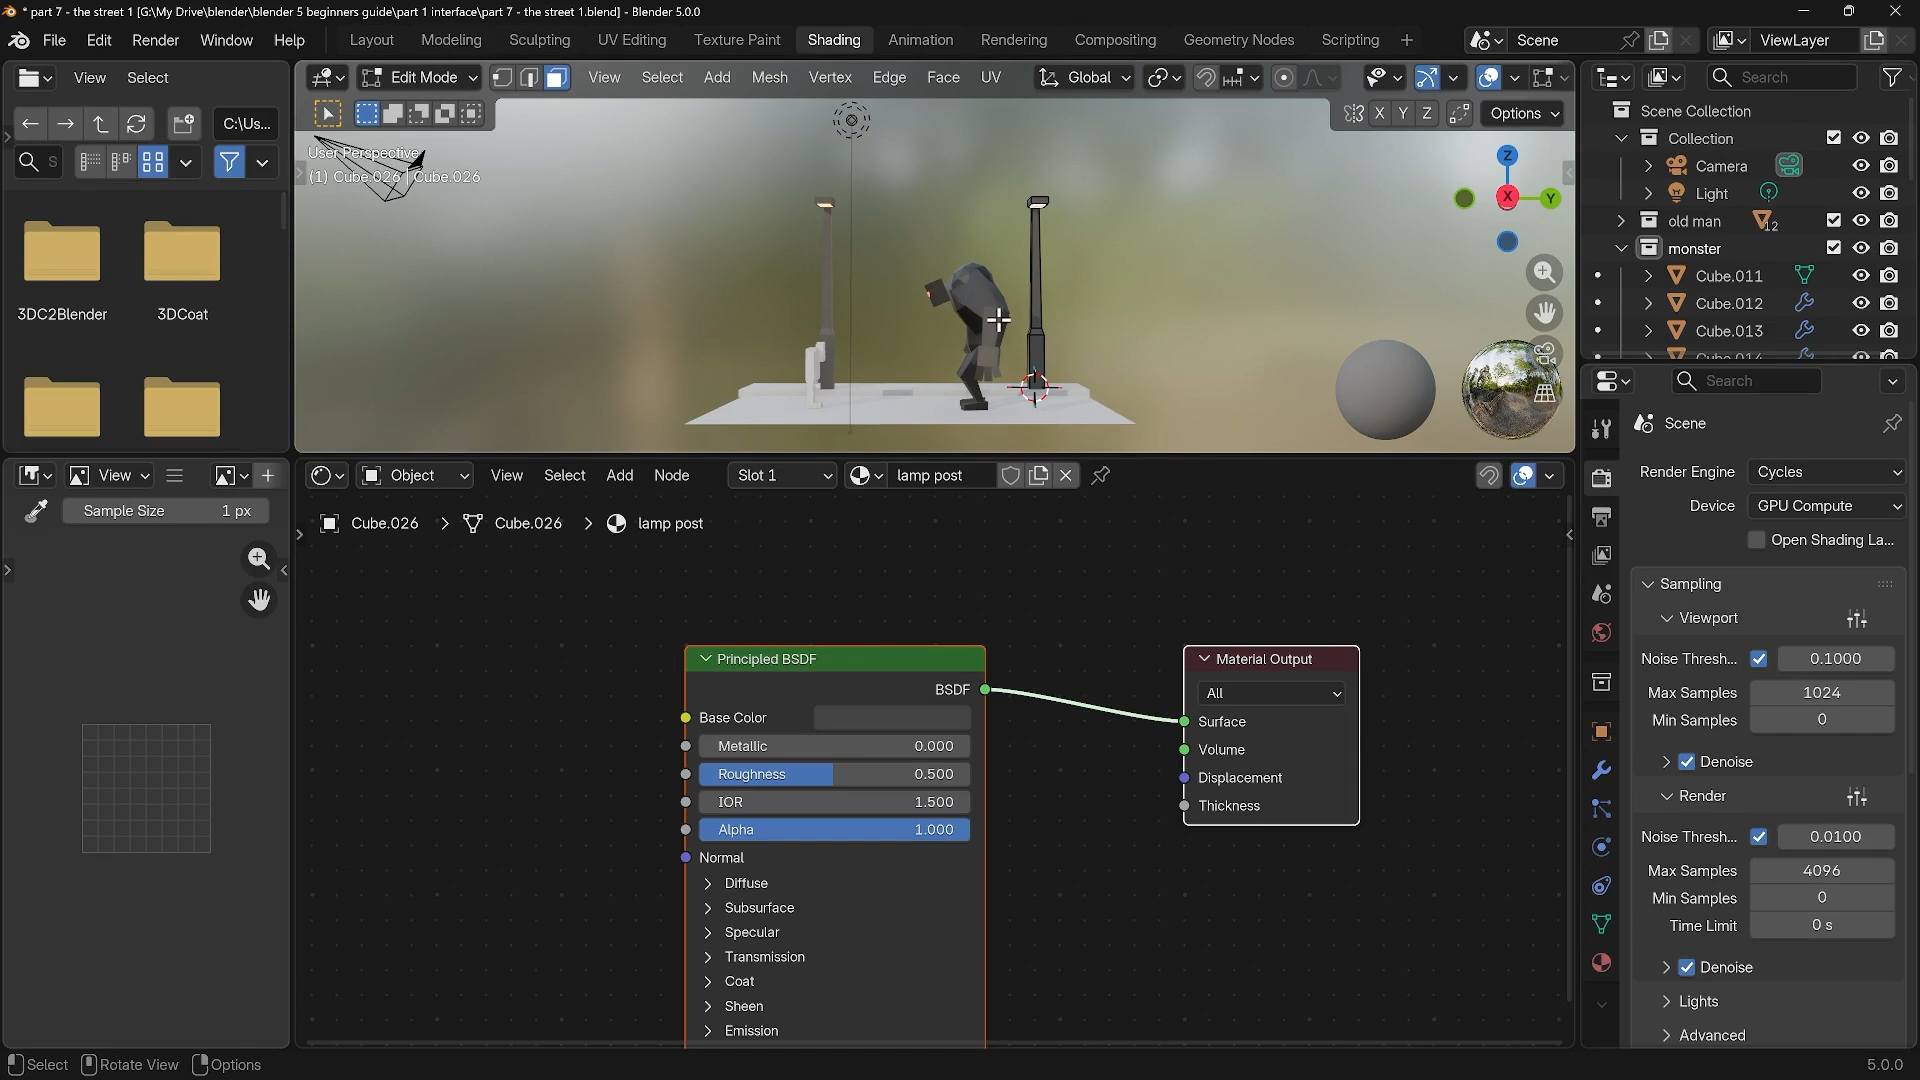 * part 7 - the street 1 [G:\My Drive\blender\blender 5 beginners guide\part 1 interface\part 7 - the street 1.blend] - Blender 5.0.0
File Edit Render Window Help Layout Modeling Sculpting UV Editing Texture Paint Shading Animation Rendering Compositing Geometry Nodes Scripting + Scene ViewLayer
View Select
Edit Mode View Select Add Mesh Vertex Edge Face UV Global
Search
C:\Us...
X Y Z Options
S
User Perspective
(1) Cube.026 | Cube.026
Z
X
Y
3DC2Blender
3DCoat
Scene Collection
Collection
Camera
Light
old man 12
monster
Cube.011
Cube.012
Cube.013
Cube.014
Search
Scene
Render Engine Cycles
Device GPU Compute
Open Shading La...
Sampling
Viewport
Noise Thresh... 0.1000
Max Samples 1024
Min Samples 0
Denoise
Render
Noise Thresh... 0.0100
Max Samples 4096
Min Samples 0
Time Limit 0 s
Denoise
Lights
Advanced
View
Sample Size 1 px
Object View Select Add Node Slot 1 lamp post
Cube.026 > Cube.026 > lamp post
Principled BSDF
BSDF
Base Color
Metallic 0.000
Roughness 0.500
IOR 1.500
Alpha 1.000
Normal
Diffuse
Subsurface
Specular
Transmission
Coat
Sheen
Emission
Material Output
All
Surface
Volume
Displacement
Thickness
Select Rotate View Options
5.0.0